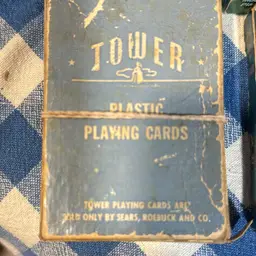 TOWER
PLASTIC
PLAYING CARDS
TOWER PLAYING CARDS ARE
SOLD ONLY BY SEARS, ROEBUCK AND CO.